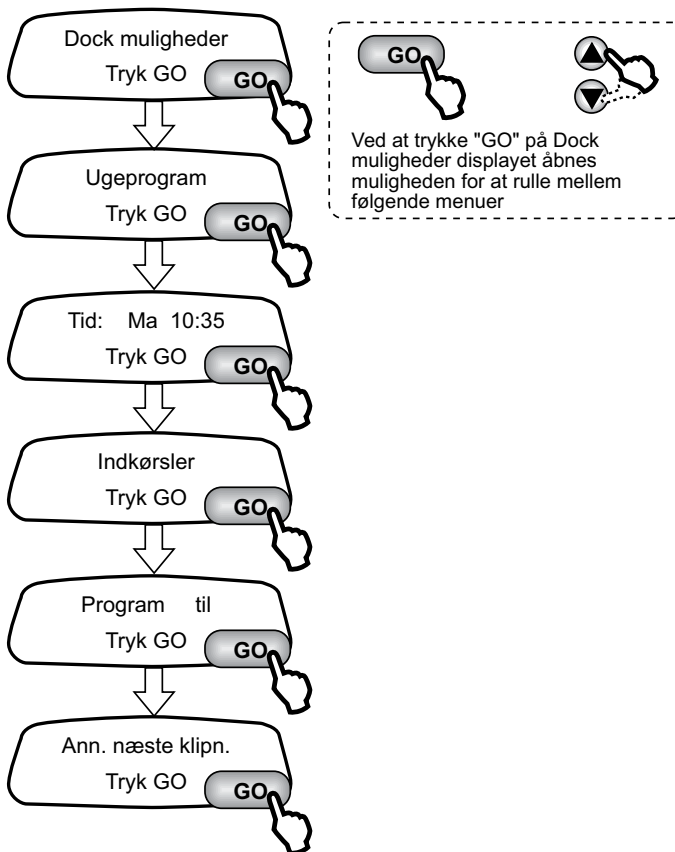 Dock muligheder
Tryk GO GO
Ugeprogram
Tryk GO GO
Tid: Ma 10:35
Tryk GO GO
Indkørsler
Tryk GO GO
Program til
Tryk GO GO
Ann. næste klipn.
Tryk GO GO
GO
Ved at trykke "GO" på Dock
muligheder displayet åbnes
muligheden for at rulle mellem
følgende menuer